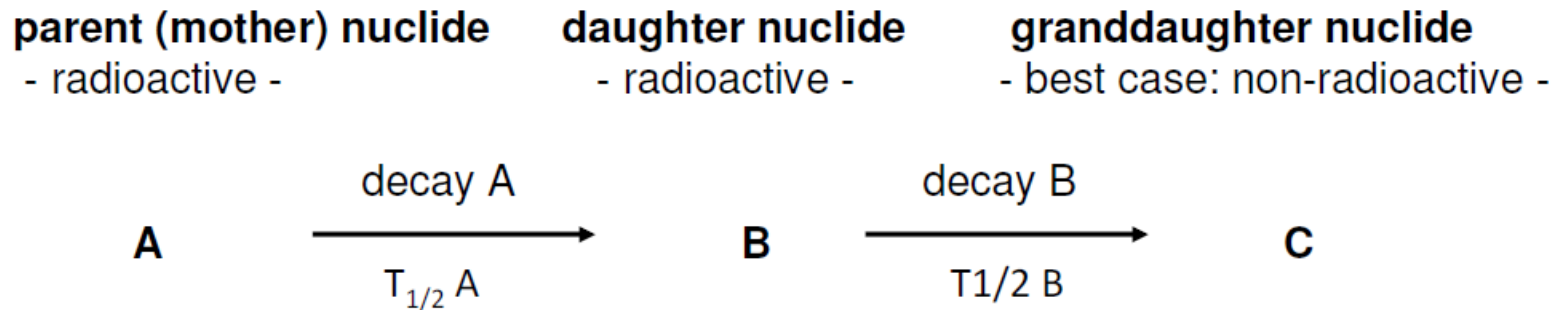 parent (mother) nuclide daughter nuclide granddaughter nuclide
- radioactive - - radioactive - - best case: non-radioactive -
decay A decay B
A B C
T1/2 A T1/2 B